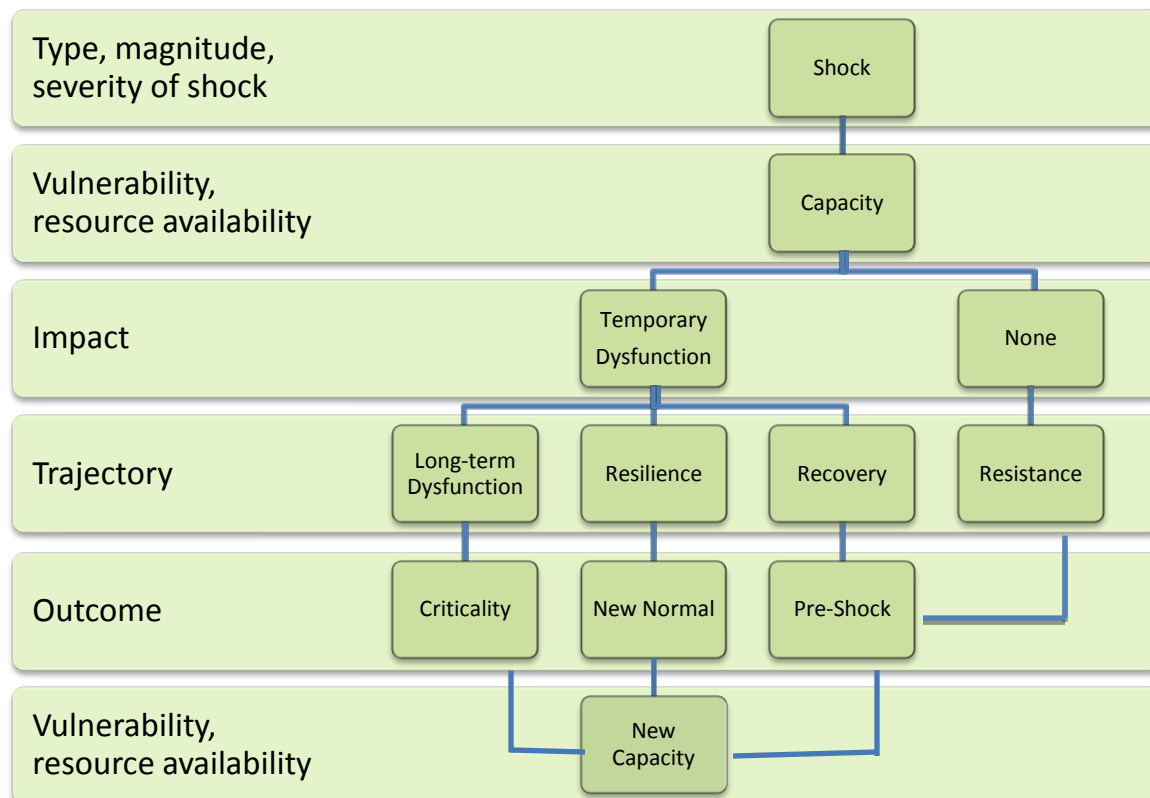 Type, magnitude,
severity of shock
Shock
Vulnerability,
resource availability
Capacity
Impact
Temporary
Dysfunction
None
Trajectory
Long-term
Dysfunction
Resilience
Recovery
Resistance
Outcome
Criticality
New Normal
Pre-Shock
Vulnerability,
resource availability
New
Capacity